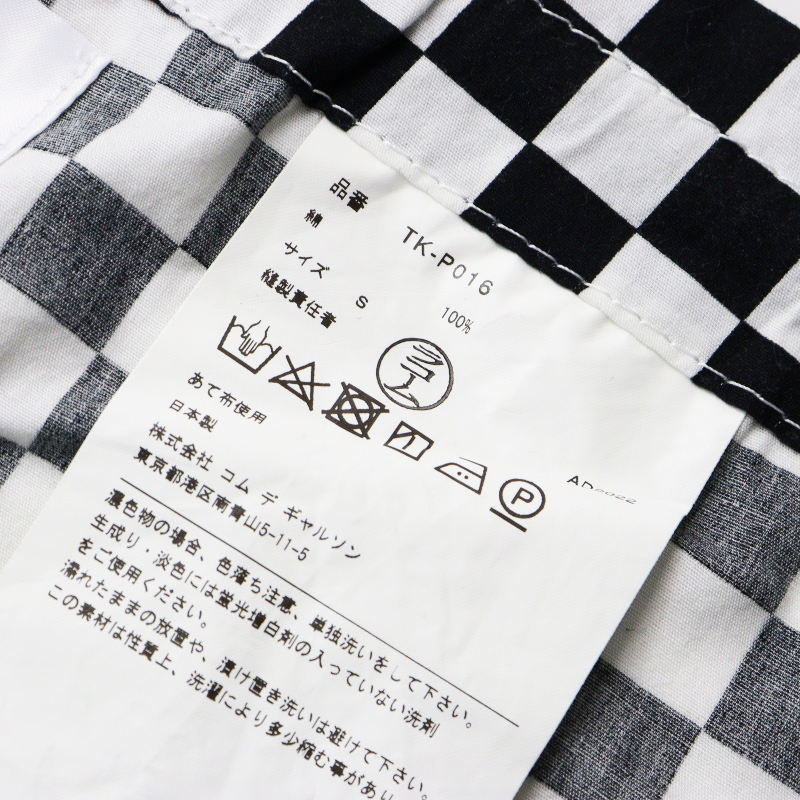 品番 TK-P016
綿 100%
サイズ S
縫製責任者
あて布使用
日本製
P
AD2022
株式会社 コム デ ギャルソン
東京都港区南青山5-11-5
濃色物の場合、色落ち注意、単独洗いをして下さい。
生成り・淡色には蛍光増白剤の入っていない洗剤
をご使用ください。
濡れたままの放置や、漬け置き洗いは避けて下さい。
この素材は性質上、洗濯により多少縮む事があり